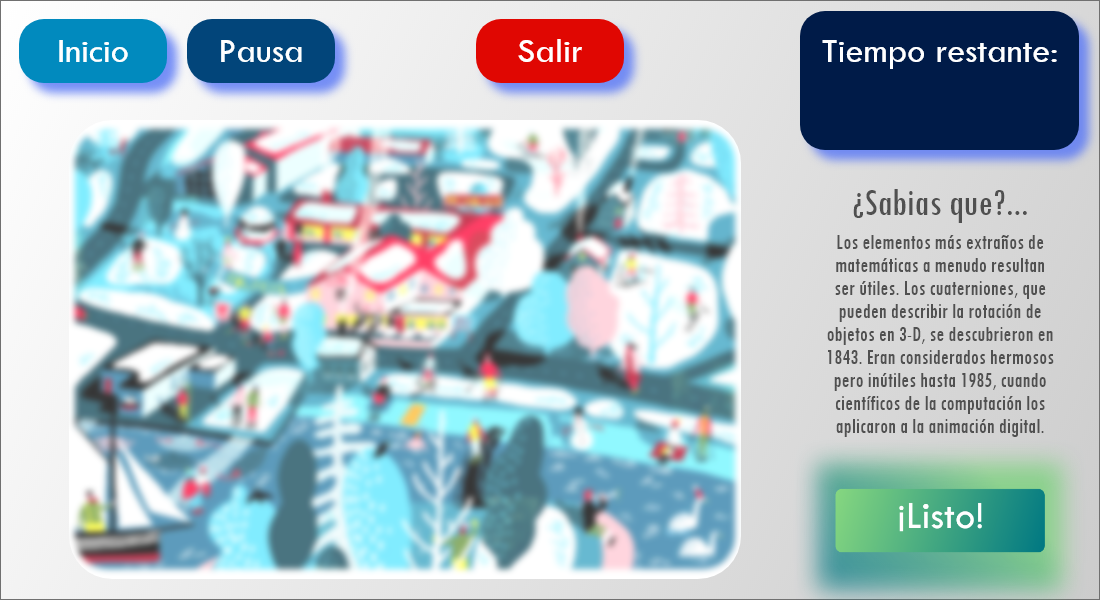 Inicio
Pausa
Salir
Tiempo restante:
¿Sabias que?...
Los elementos más extraños de
matemáticas a menudo resultan
ser útiles. Los cuaterniones, que
pueden describir la rotación de
objetos en 3-D, se descubrieron en
1843. Eran considerados hermosos
pero inútiles hasta 1985, cuando
científicos de la computación los
aplicaron a la animación digital.
¡Listo!